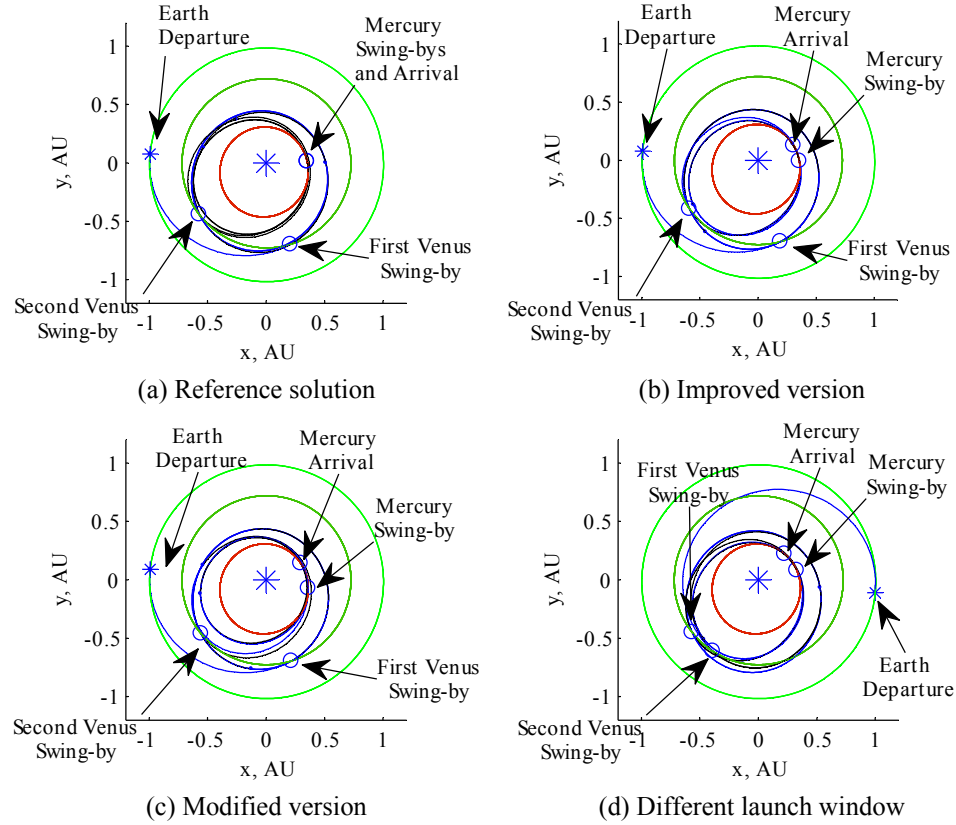 Earth
Departure
Mercury
Swing-bys
and Arrival
1
0.5
0
-0.5
-1
y, AU
First Venus
Swing-by
Second Venus
Swing-by
-1 -0.5 0 0.5 1
x, AU
(a) Reference solution
Earth
Departure
Mercury
Arrival
Mercury
Swing-by
1
0.5
0
-0.5
-1
y, AU
First Venus
Swing-by
Second Venus
Swing-by
-1 -0.5 0 0.5 1
x, AU
(b) Improved version
Earth
Departure
Mercury
Arrival
Mercury
Swing-by
1
0.5
0
-0.5
-1
y, AU
First Venus
Swing-by
Second Venus
Swing-by
-1 -0.5 0 0.5 1
x, AU
(c) Modified version
First Venus
Swing-by
Mercury
Arrival
Mercury
Swing-by
1
0.5
0
-0.5
-1
y, AU
Earth
Departure
Second Venus
Swing-by
-1 -0.5 0 0.5 1
x, AU
(d) Different launch window